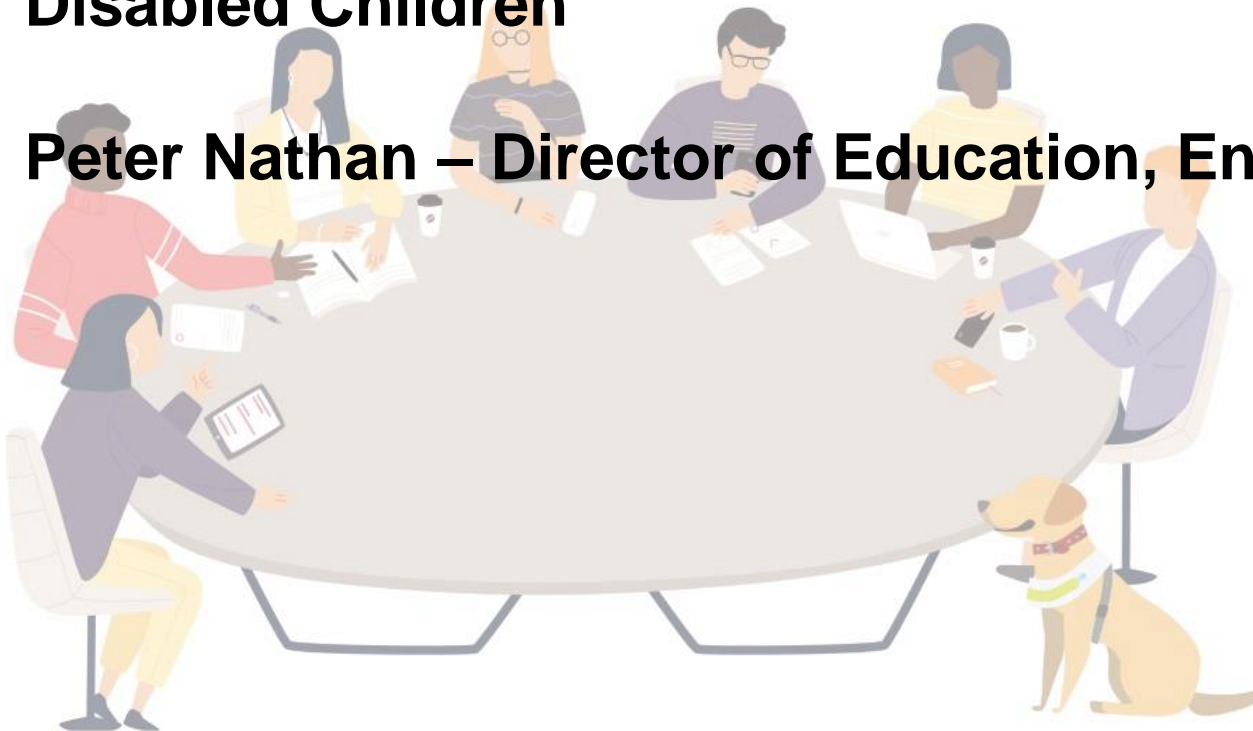 Disabled Children
Peter Nathan – Director of Education, En